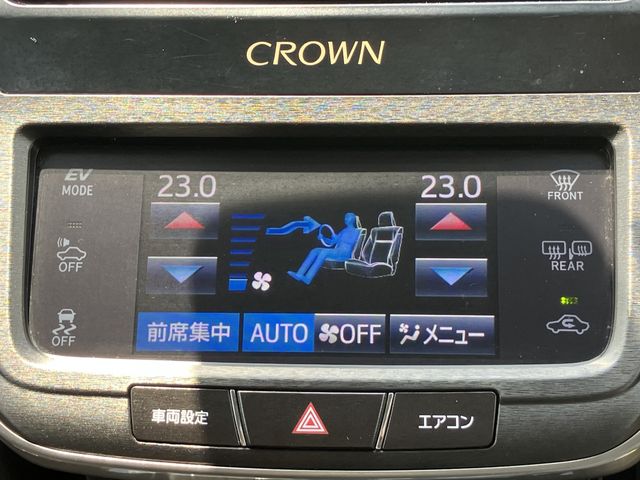 CROWN
EV
MODE
23.0
23.0
FRONT
OFF
REAR
OFF
前席集中
AUTO
OFF
メニュー
車両設定
エアコン